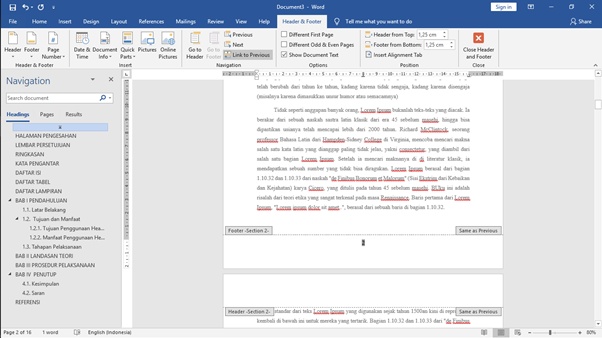 Document3 - Word
Sign in
File Home Insert Design Layout References Mailings Review View Help Header & Footer Tell me what you want to do Share
Header Footer Page Number
Date & Time Document Info Quick Parts Pictures Online Pictures
Go to Header Go to Footer Previous Next Link to Previous
Different First Page
Different Odd & Even Pages
Show Document Text
Header from Top: 1,25 cm
Footer from Bottom: 1,25 cm
Insert Alignment Tab
Close Header and Footer
Header & Footer Insert Navigation Options Position Close
Navigation
Search document
Headings Pages Results
HALAMAN PENGESAHAN
LEMBAR PERSETUJUAN
RINGKASAN
KATA PENGANTAR
DAFTAR ISI
DAFTAR TABEL
DAFTAR LAMPIRAN
BAB I PENDAHULUAN
1.1. Latar Belakang
1.2. Tujuan dan Manfaat
1.2.1. Tujuan Penggunaan Hea...
1.2.2. Manfaat Penggunaan He...
1.3. Tahapan Pelaksanaan
BAB II LANDASAN TEORI
BAB III PROSEDUR PELAKSANAAN
BAB IV PENUTUP
4.1. Kesimpulan
4.2. Saran
REFERENSI
telah berubah dari tahun ke tahun, kadang karena tidak sengaja, kadang karena disengaja
(misalnya karena dimasukkan unsur humor atau semacamnya)
Tidak seperti anggapan banyak orang, Lorem Ipsum bukanlah teks-teks yang diacak. Ia
berakar dari sebuah naskah sastra latin klasik dari era 45 sebelum masehi, hingga bisa
dipastikan usianya telah mencapai lebih dari 2000 tahun. Richard McClintock, seorang
professor Bahasa Latin dari Hampden-Sidney College di Virginia, mencoba mencari makna
salah satu kata latin yang dianggap paling tidak jelas, yakni consectetur, yang diambil dari
salah satu bagian Lorem Ipsum. Setelah ia mencari maknanya di di literatur klasik, ia
mendapatkan sebuah sumber yang tidak bisa diragukan. Lorem Ipsum berasal dari bagian
1.10.32 dan 1.10.33 dari naskah "de Finibus Bonorum et Malorum" (Sisi Ekstrem dari Kebaikan
dan Kejahatan) karya Cicero, yang ditulis pada tahun 45 sebelum masehi. BUku ini adalah
risalah dari teori etika yang sangat terkenal pada masa Renaissance. Baris pertama dari Lorem
Ipsum, "Lorem ipsum dolor sit amet..", berasal dari sebuah baris di bagian 1.10.32.
Footer -Section 2- Same as Previous
Header -Section 2- Same as Previous
standar dari teks Lorem Ipsum yang digunakan sejak tahun 1500an kini di
kembali di bawah ini untuk mereka yang tertarik. Bagian 1.10.32 dan 1.10.33 dari "de Finibus
Page 2 of 16 1 word English (Indonesia) 80%